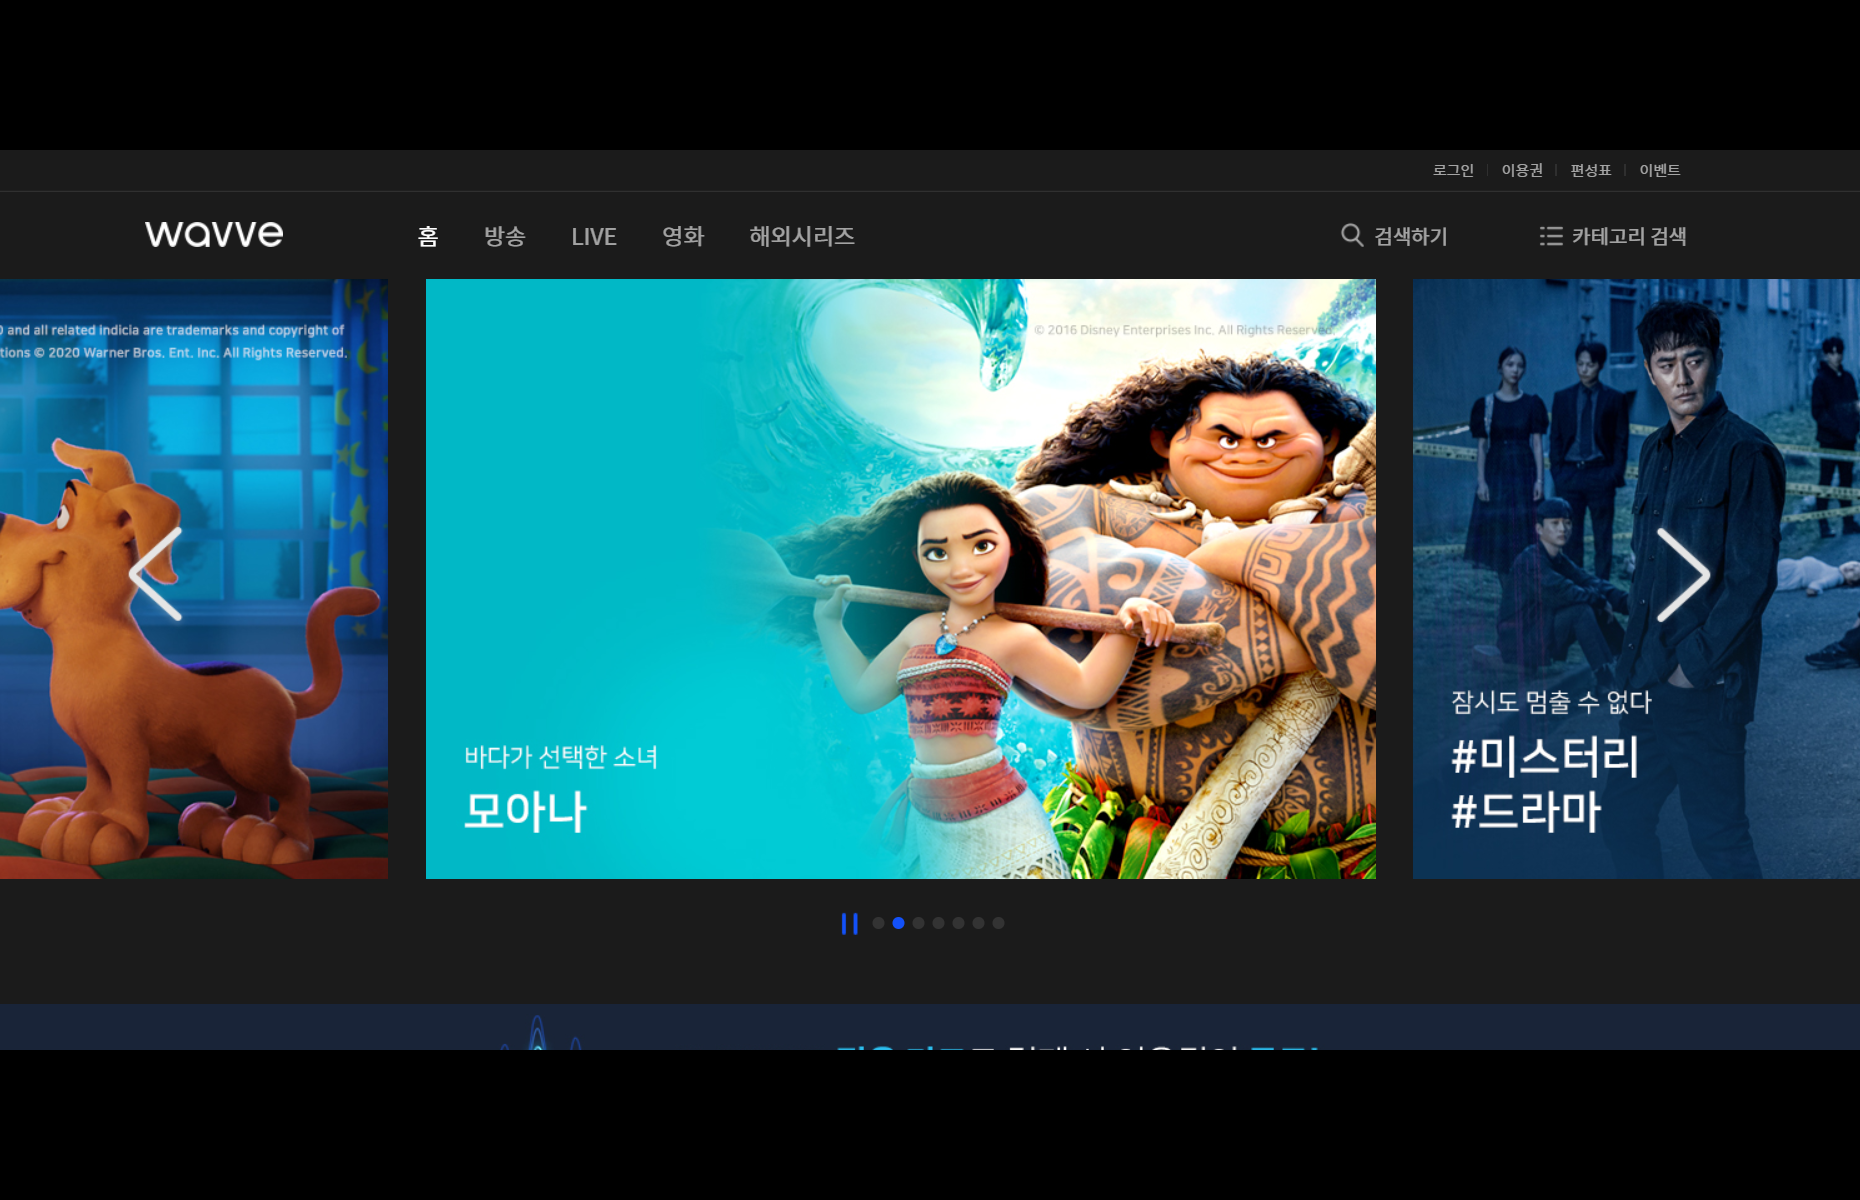 로그인 이용권 편성표 이벤트
wavve 홈 방송 LIVE 영화 해외시리즈 검색하기 카테고리 검색
and all related indicia are trademarks and copyright of
© 2020 Warner Bros. Ent. Inc. All Rights Reserved.
© 2016 Disney Enterprises Inc. All Rights Reserved.
바다가 선택한 소녀
모아나
잠시도 멈출 수 없다
#미스터리
#드라마